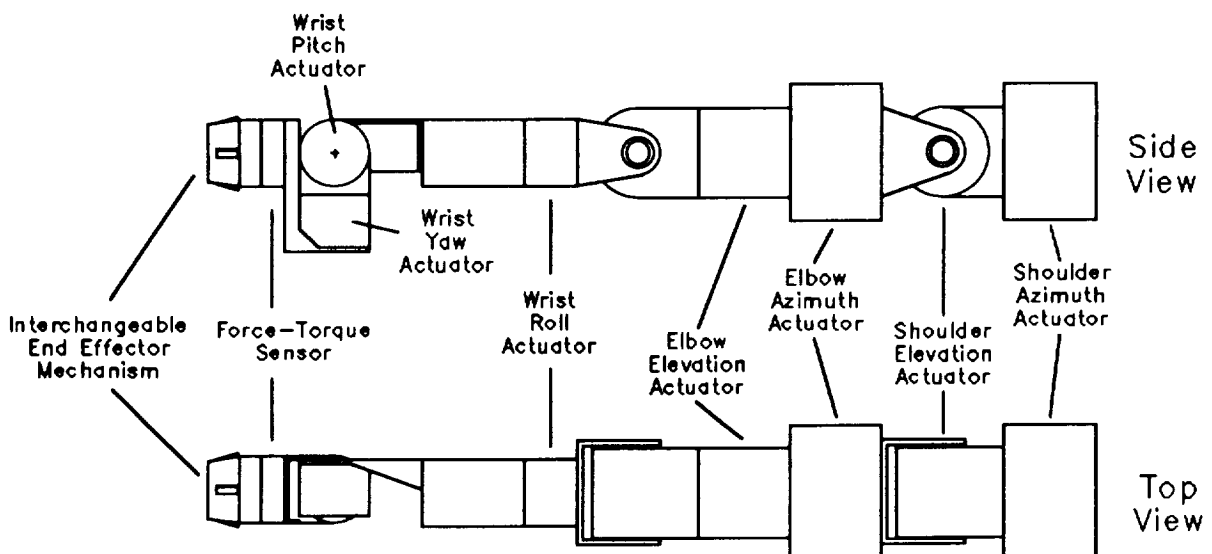 Wrist
Pitch
Actuator
Side
View
Wrist
Yaw
Actuator
Interchangeable
End Effector
Mechanism
Force-Torque
Sensor
Wrist
Roll
Actuator
Elbow
Elevation
Actuator
Elbow
Azimuth
Actuator
Shoulder
Elevation
Actuator
Shoulder
Azimuth
Actuator
Top
View